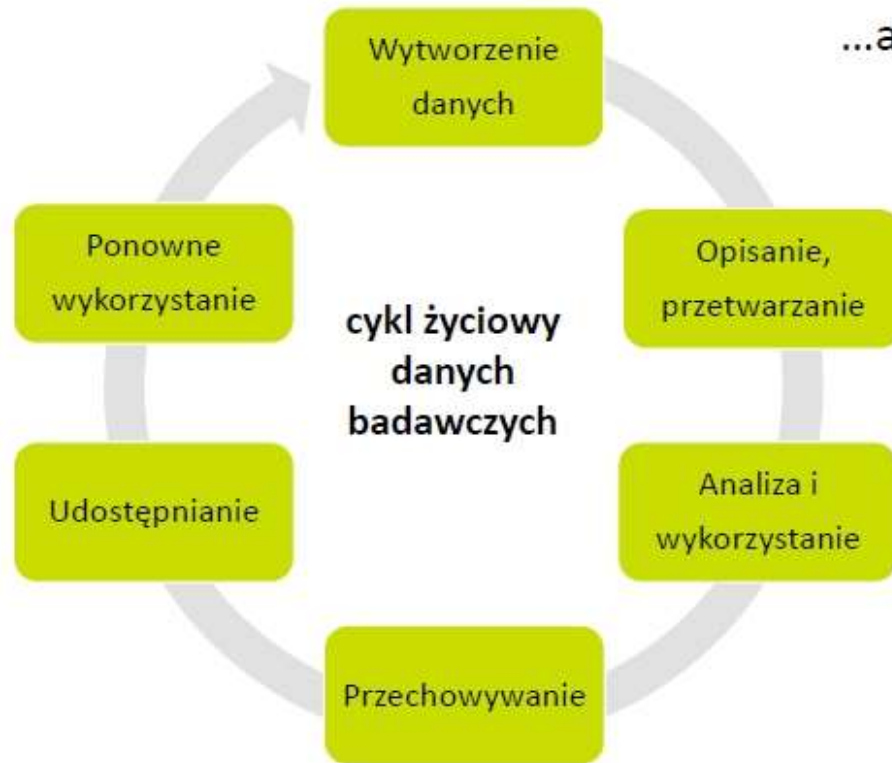 ...a
Wytworzenie
danych
Opisanie,
przetwarzanie
Analiza i
wykorzystanie
Przechowywanie
Udostępnianie
Ponowne
wykorzystanie
cykl życiowy
danych
badawczych